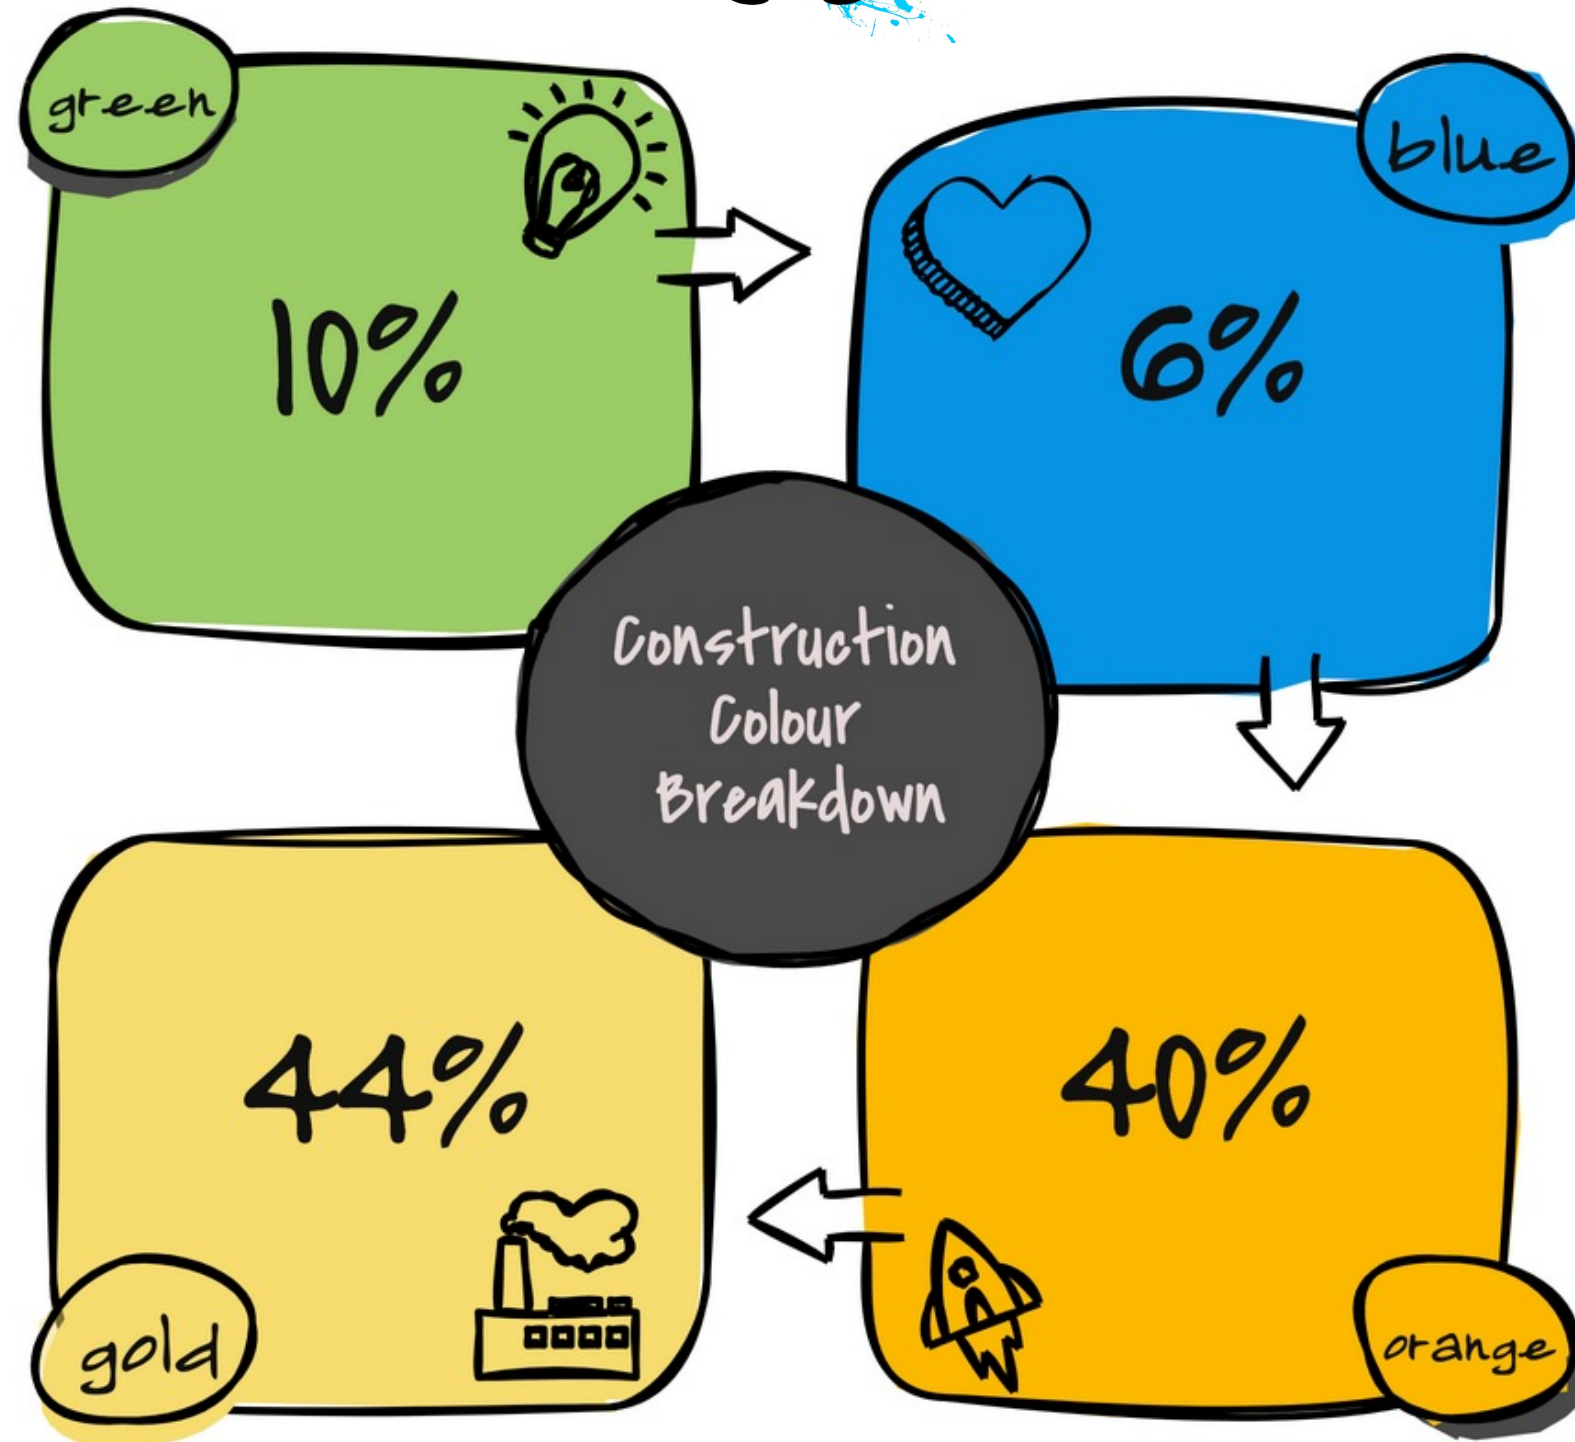 green
10%
blue
6%
Construction
Colour
Breakdown
44%
gold
40%
orange